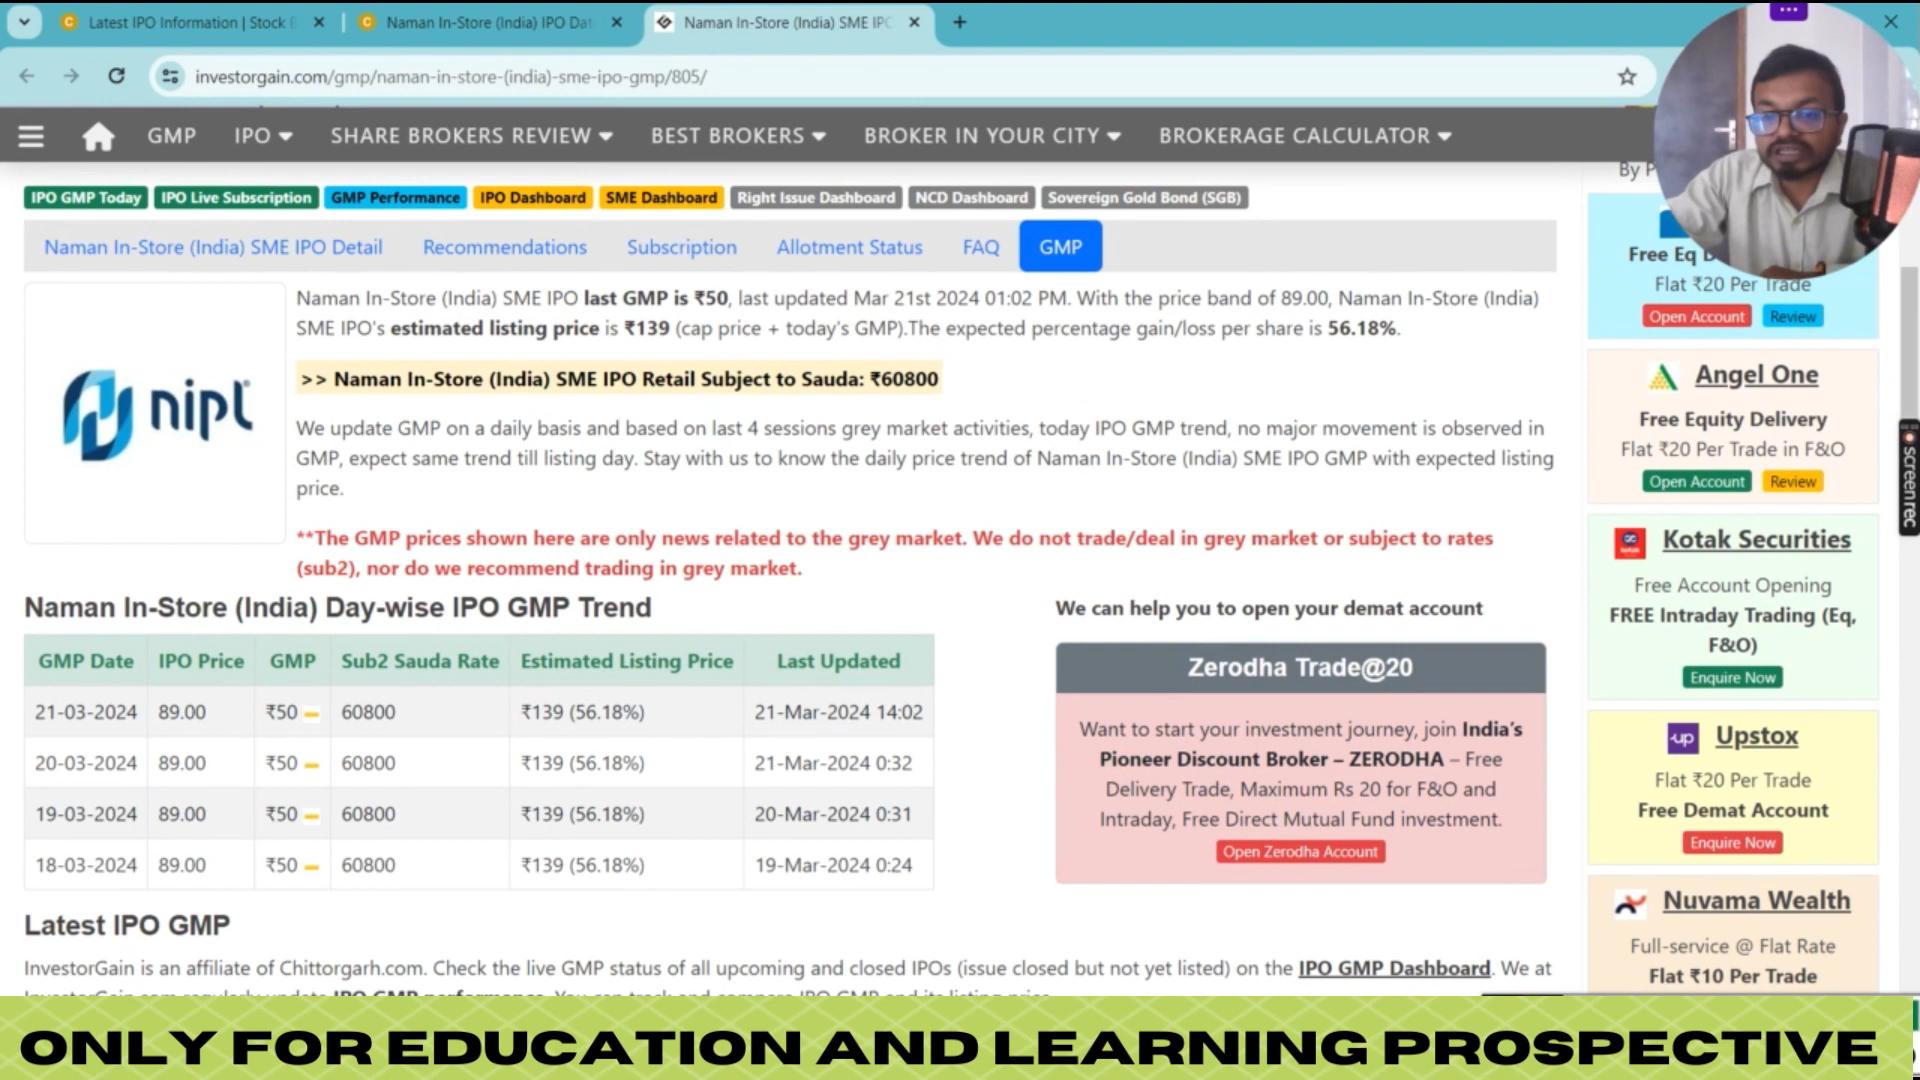 Latest IPO Information | Stock
Naman In-Store (India) IPO Dat
Naman In-Store (India) SME IPO
investorgain.com/gmp/naman-in-store-(india)-sme-ipo-gmp/805/
GMP IPO SHARE BROKERS REVIEW BEST BROKERS BROKER IN YOUR CITY BROKERAGE CALCULATOR
By
IPO GMP Today IPO Live Subscription GMP Performance IPO Dashboard SME Dashboard Right Issue Dashboard NCD Dashboard Sovereign Gold Bond (SGB)
Naman In-Store (India) SME IPO Detail Recommendations Subscription Allotment Status FAQ GMP
nipl
Naman In-Store (India) SME IPO last GMP is ₹50, last updated Mar 21st 2024 01:02 PM. With the price band of 89.00, Naman In-Store (India)
SME IPO's estimated listing price is ₹139 (cap price + today's GMP).The expected percentage gain/loss per share is 56.18%.
>> Naman In-Store (India) SME IPO Retail Subject to Sauda: ₹60800
We update GMP on a daily basis and based on last 4 sessions grey market activities, today IPO GMP trend, no major movement is observed in
GMP, expect same trend till listing day. Stay with us to know the daily price trend of Naman In-Store (India) SME IPO GMP with expected listing
price.
**The GMP prices shown here are only news related to the grey market. We do not trade/deal in grey market or subject to rates
(sub2), nor do we recommend trading in grey market.
Naman In-Store (India) Day-wise IPO GMP Trend
GMP Date IPO Price GMP Sub2 Sauda Rate Estimated Listing Price Last Updated
21-03-2024 89.00 ₹50 60800 ₹139 (56.18%) 21-Mar-2024 14:02
20-03-2024 89.00 ₹50 60800 ₹139 (56.18%) 21-Mar-2024 0:32
19-03-2024 89.00 ₹50 60800 ₹139 (56.18%) 20-Mar-2024 0:31
18-03-2024 89.00 ₹50 60800 ₹139 (56.18%) 19-Mar-2024 0:24
We can help you to open your demat account
Zerodha Trade@20
Want to start your investment journey, join India's
Pioneer Discount Broker – ZERODHA – Free
Delivery Trade, Maximum Rs 20 for F&O and
Intraday, Free Direct Mutual Fund investment.
Open Zerodha Account
Latest IPO GMP
InvestorGain is an affiliate of Chittorgarh.com. Check the live GMP status of all upcoming and closed IPOs (issue closed but not yet listed) on the IPO GMP Dashboard. We at
Free Eq
Flat ₹20 Per Trade
Open Account Review
Angel One
Free Equity Delivery
Flat ₹20 Per Trade in F&O
Open Account Review
Kotak Securities
Free Account Opening
FREE Intraday Trading (Eq,
F&O)
Enquire Now
up Upstox
Flat ₹20 Per Trade
Free Demat Account
Enquire Now
Nuvama Wealth
Full-service @ Flat Rate
Flat ₹10 Per Trade
screenrec
ONLY FOR EDUCATION AND LEARNING PROSPECTIVE